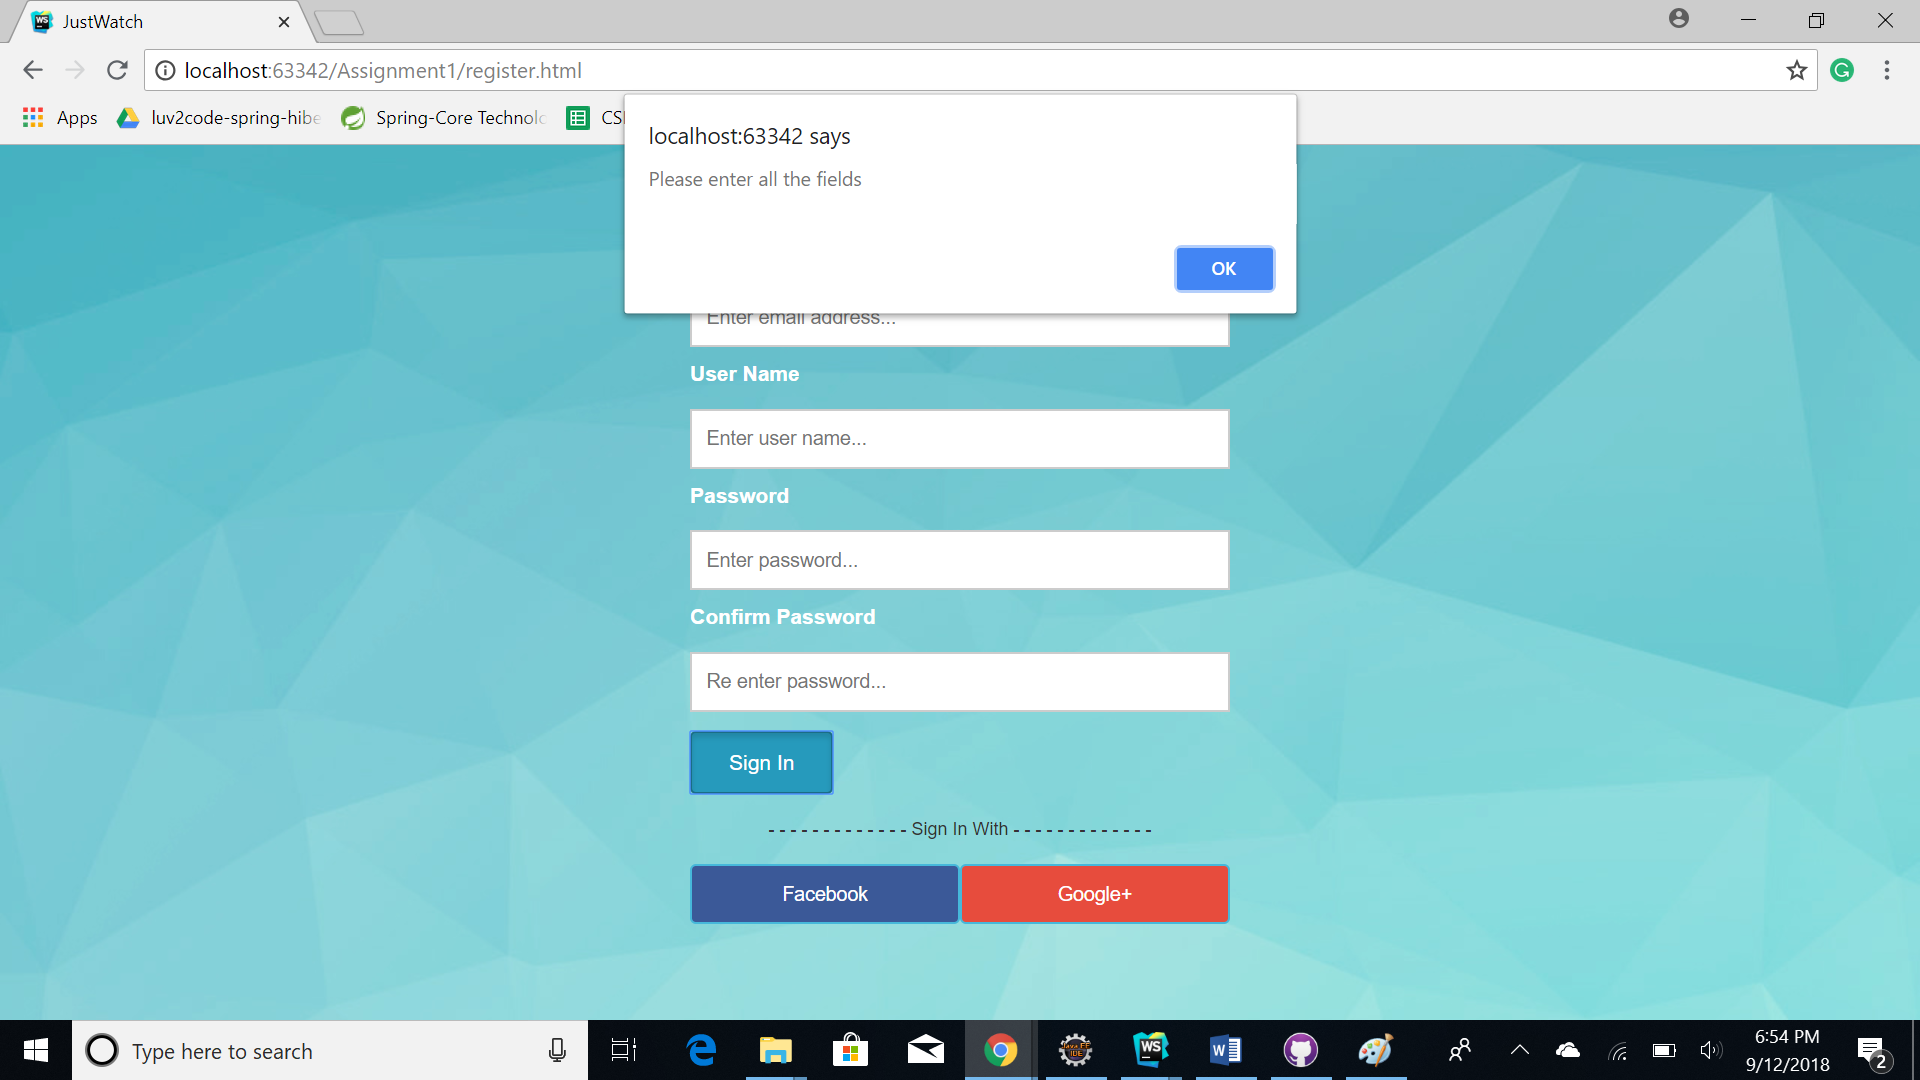 JustWatch
localhost:63342/Assignment1/register.html
Apps
luv2code-spring-hibe
Spring-Core Technolo
localhost:63342 says
Please enter all the fields
OK
Enter email address...
User Name
Enter user name...
Password
Enter password...
Confirm Password
Re enter password...
Sign In
- - - - - - - - - - - - - Sign In With - - - - - - - - - - - - -
Facebook
Google+
Type here to search
WS
6:54 PM
9/12/2018
2